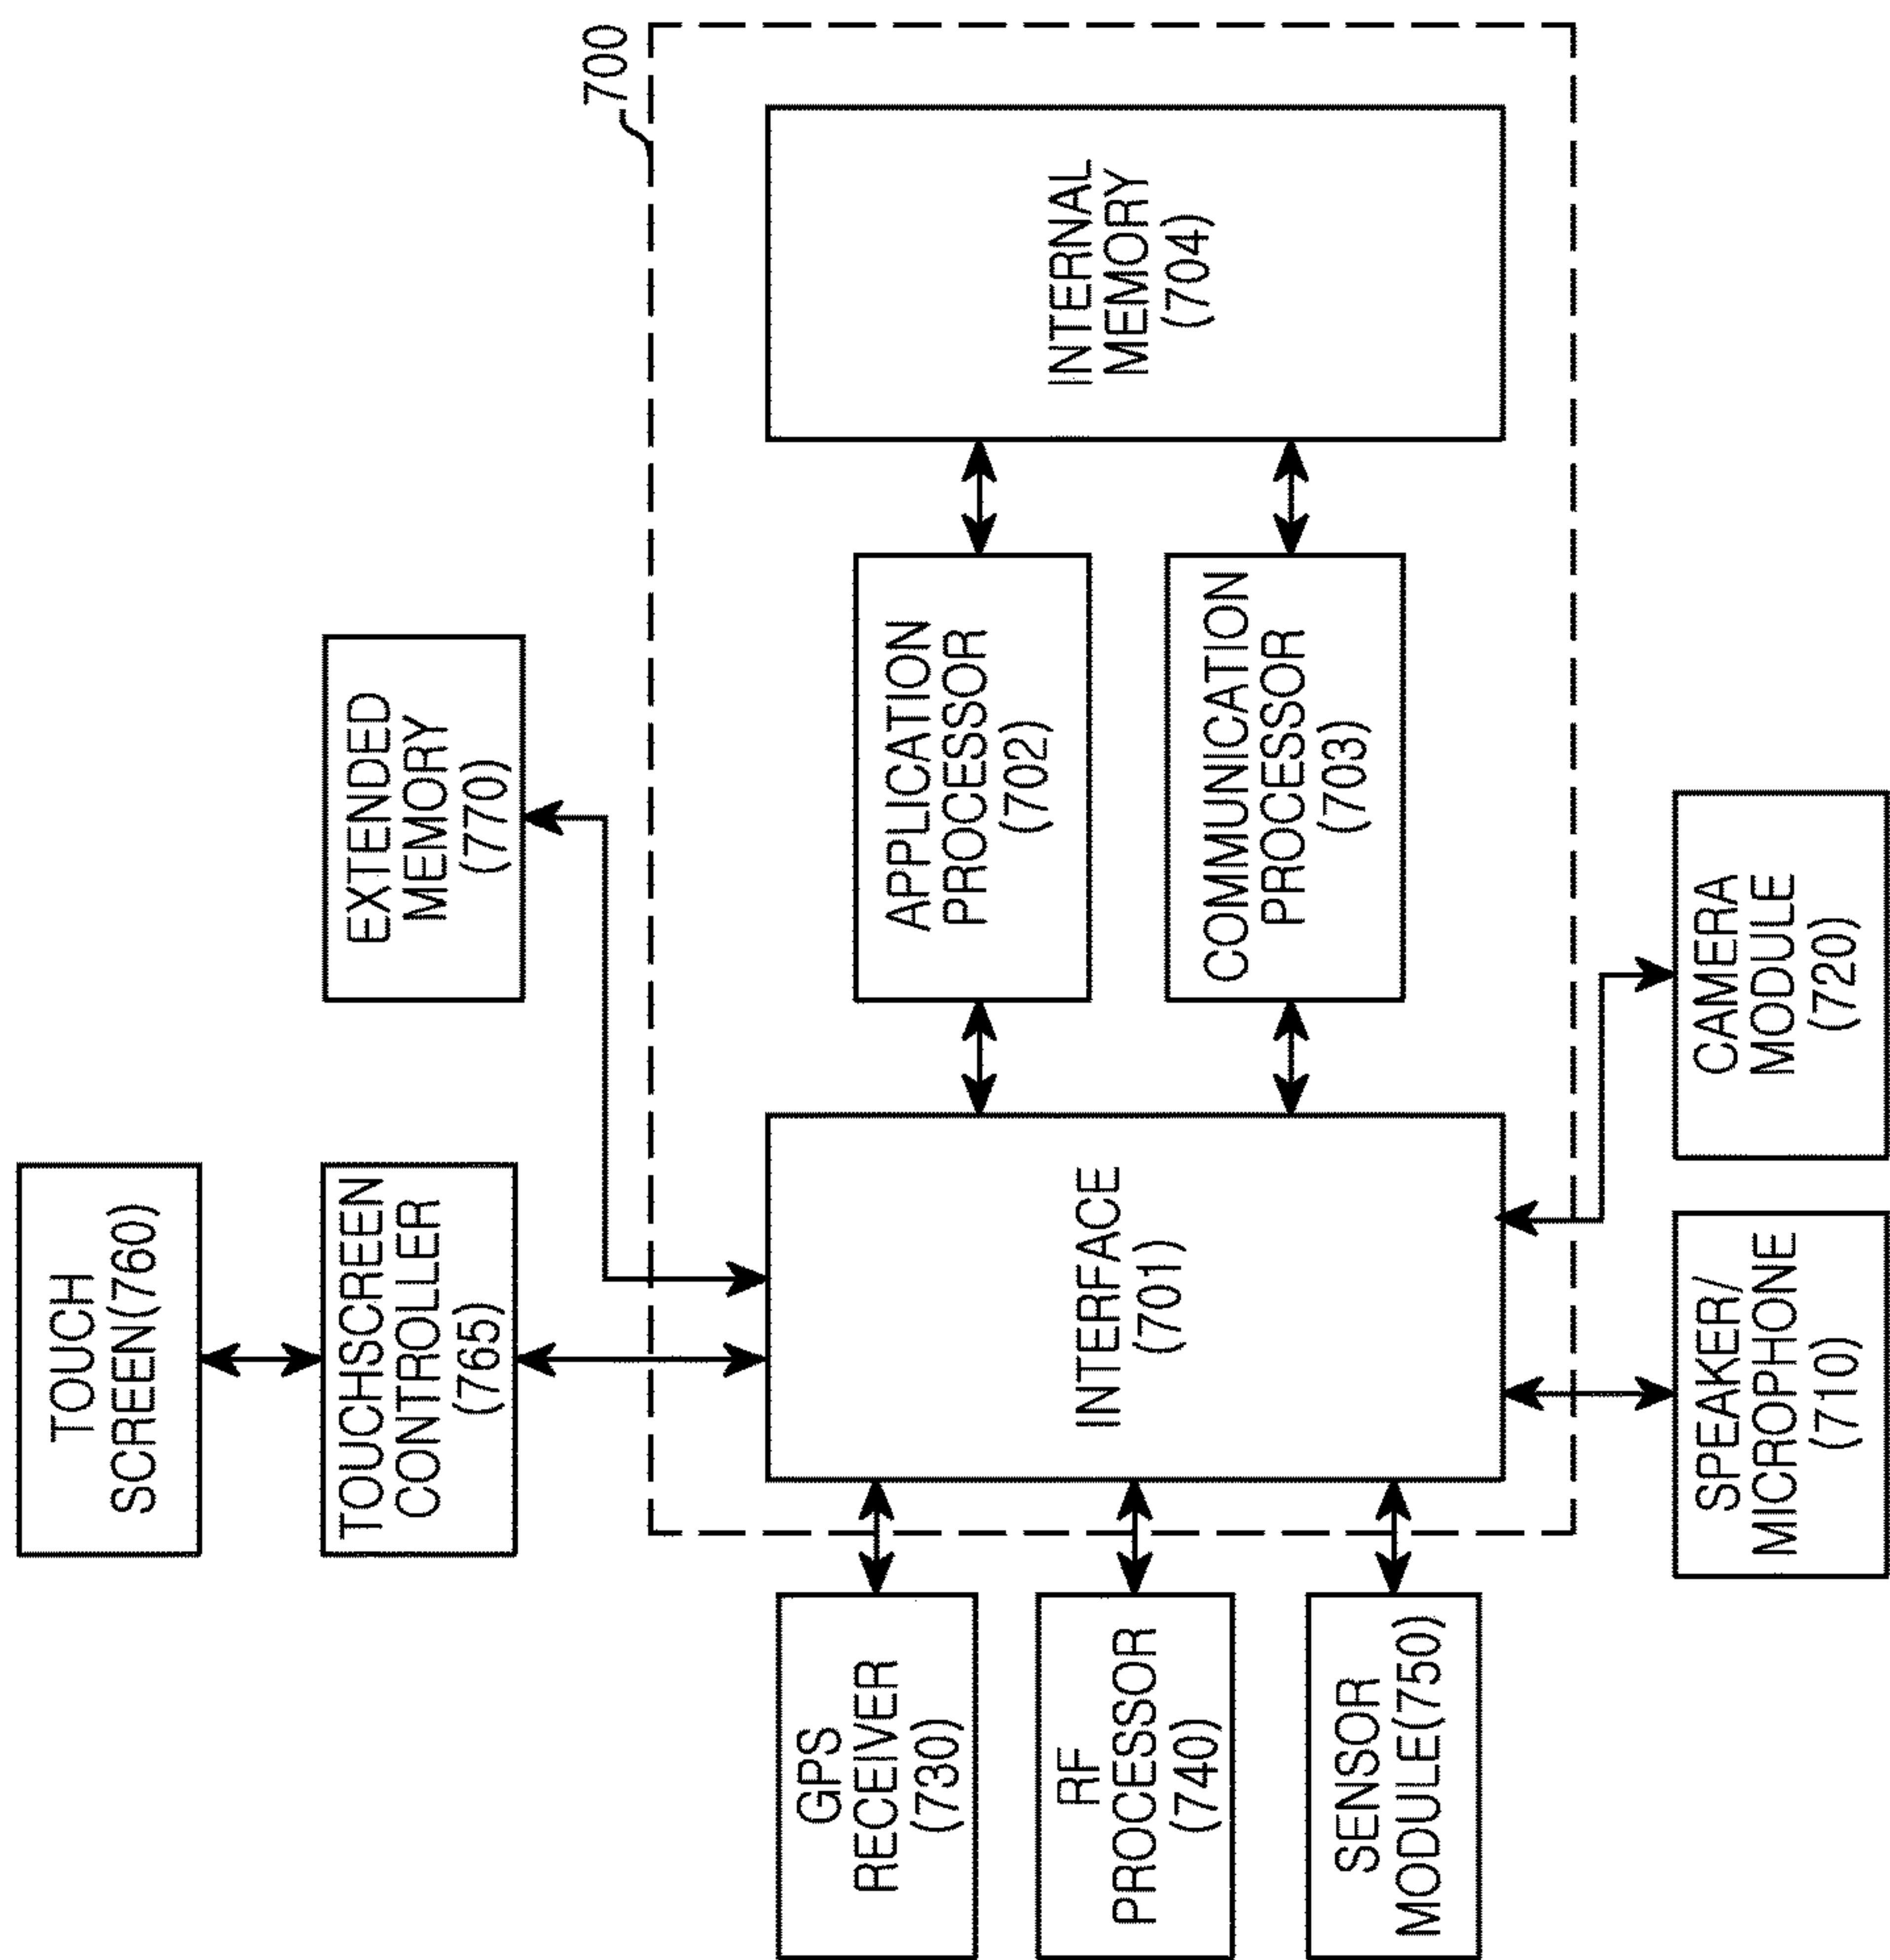 TOUCH
SCREEN(760)
TOUCHSCREEN
CONTROLLER
(765)
EXTENDED
MEMORY
(770)
700
GPS
RECEIVER
(730)
RF
PROCESSOR
(740)
SENSOR
MODULE(750)
INTERFACE
(701)
APPLICATION
PROCESSOR
(702)
COMMUNICATION
PROCESSOR
(703)
INTERNAL
MEMORY
(704)
SPEAKER/
MICROPHONE
(710)
CAMERA
MODULE
(720)